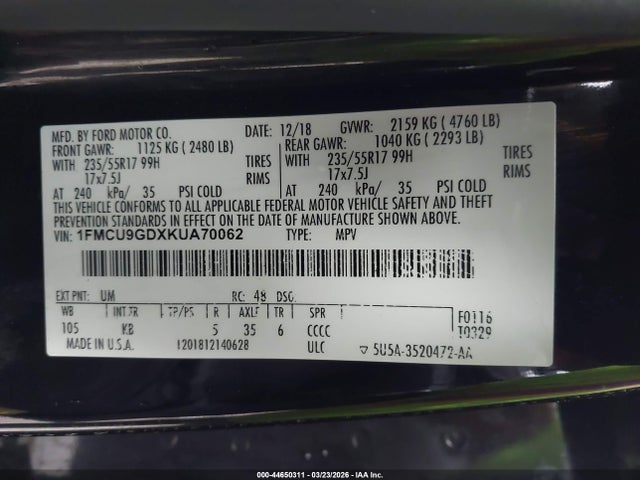 MFD. BY FORD MOTOR CO. DATE: 12/18 GVWR: 2159 KG ( 4760 LB)
FRONT GAWR: 1125 KG ( 2480 LB) REAR GAWR: 1040 KG ( 2293 LB)
WITH 235/55R17 99H TIRES WITH 235/55R17 99H TIRES
17x7.5J RIMS 17x7.5J RIMS
AT 240 kPa/ 35 PSI COLD AT 240 kPa/ 35 PSI COLD
THIS VEHICLE CONFORMS TO ALL APPLICABLE FEDERAL MOTOR VEHICLE SAFETY AND THEFT
PREVENTION STANDARDS IN EFFECT ON THE DATE OF MANUFACTURE SHOWN ABOVE.
VIN: 1FMCU9GDXKUA70062 TYPE: MPV
EXT PNT: UM RC: 48 DSO:
WB INT TR TP/PS R AXLE TR SPR
105 KB 5 35 6 CCCC
F0116
T0329
MADE IN U.S.A. 1201812140628 ULC 5U5A-3520472-AA
000-44650311 - 03/23/2026 - IAA Inc.